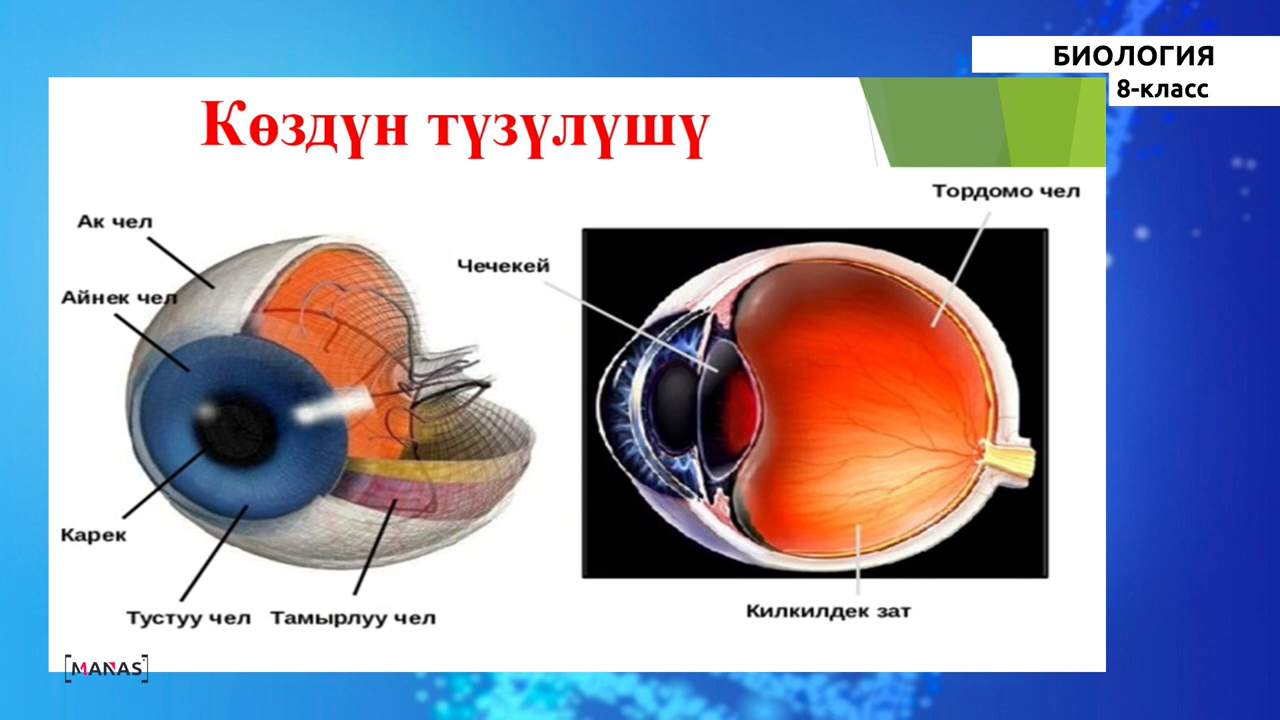 БИОЛОГИЯ
8-класс
Көздүн түзүлүшү
Тордомо чел
Ак чел
Чечекей
Айнек чел
Карек
Тустуу чел
Тамырлуу чел
Килкилдек зат
[MANAS]